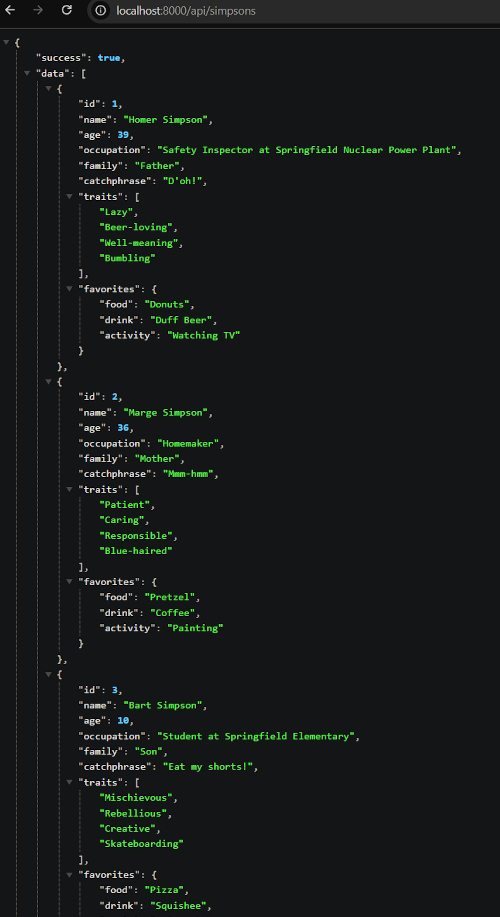 localhost:8000/api/simpsons
{
"success": true,
"data": [
{
"id": 1,
"name": "Homer Simpson",
"age": 39,
"occupation": "Safety Inspector at Springfield Nuclear Power Plant",
"family": "Father",
"catchphrase": "D'oh!",
"traits": [
"Lazy",
"Beer-loving",
"Well-meaning",
"Bumbling"
],
"favorites": {
"food": "Donuts",
"drink": "Duff Beer",
"activity": "Watching TV"
}
},
{
"id": 2,
"name": "Marge Simpson",
"age": 36,
"occupation": "Homemaker",
"family": "Mother",
"catchphrase": "Mmm-hmm",
"traits": [
"Patient",
"Caring",
"Responsible",
"Blue-haired"
],
"favorites": {
"food": "Pretzel",
"drink": "Coffee",
"activity": "Painting"
}
},
{
"id": 3,
"name": "Bart Simpson",
"age": 10,
"occupation": "Student at Springfield Elementary",
"family": "Son",
"catchphrase": "Eat my shorts!",
"traits": [
"Mischievous",
"Rebellious",
"Creative",
"Skateboarding"
],
"favorites": {
"food": "Pizza",
"drink": "Squishee",